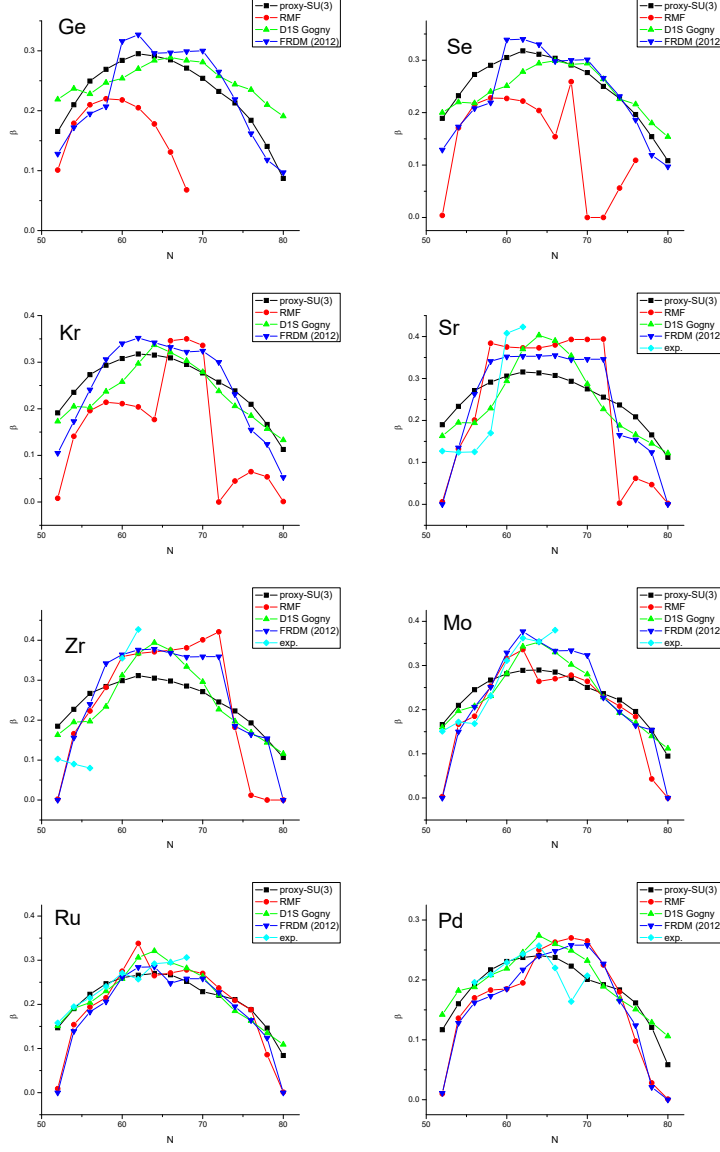 Ge
proxy-SU(3)
RMF
D1S Gogny
FRDM (2012)
0.3
0.2
0.1
0.0
β
50 60 70 80
N
Se
proxy-SU(3)
RMF
D1S Gogny
FRDM (2012)
0.3
0.2
0.1
0.0
β
50 60 70 80
N
Kr
proxy-SU(3)
RMF
D1S Gogny
FRDM (2012)
0.4
0.3
0.2
0.1
0.0
β
50 60 70 80
N
Sr
proxy-SU(3)
RMF
D1S Gogny
FRDM (2012)
exp.
0.4
0.3
0.2
0.1
0.0
β
50 60 70 80
N
Zr
proxy-SU(3)
RMF
D1S Gogny
FRDM (2012)
exp.
0.4
0.3
0.2
0.1
0.0
β
50 60 70 80
N
Mo
proxy-SU(3)
RMF
D1S Gogny
FRDM (2012)
exp.
0.4
0.3
0.2
0.1
0.0
β
50 60 70 80
N
Ru
proxy-SU(3)
RMF
D1S Gogny
FRDM (2012)
exp.
0.4
0.3
0.2
0.1
0.0
β
50 60 70 80
N
Pd
proxy-SU(3)
RMF
D1S Gogny
FRDM (2012)
exp.
0.3
0.2
0.1
0.0
β
50 60 70 80
N